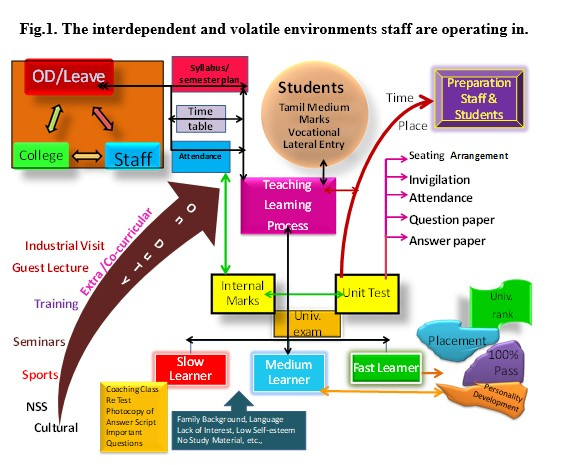 Fig.1. The interdependent and volatile environments staff are operating in.
OD/Leave
College
Staff
Syllabus/
semester plan
Time
table
Attendance
Students
Tamil Medium
Marks
Vocational
Lateral Entry
Time
Place
Preparation
Staff &
Students
Seating Arrangement
Invigilation
Attendance
Question paper
Answer paper
Teaching
Learning
Process
On DUTY
Extra/Co-curricular
Industrial Visit
Guest Lecture
Training
Seminars
Sports
NSS
Cultural
Internal
Marks
Unit Test
Univ.
exam
Univ.
rank
Placement
100%
Pass
Personality
Development
Slow
Learner
Medium
Learner
Fast Learner
Coaching Class
Re Test
Photocopy of
Answer Script
Important
Questions
Family Background, Language
Lack of Interest, Low Self-esteem
No Study Material, etc.,